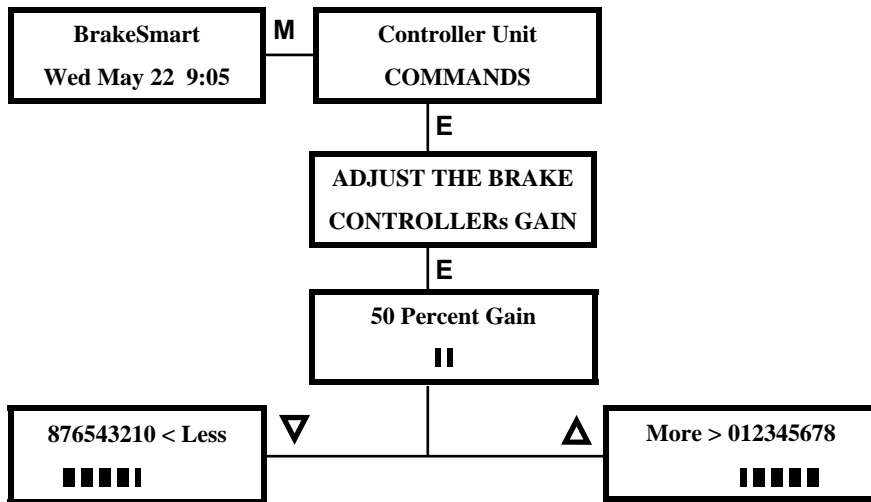 BrakeSmart
Wed May 22 9:05
M
Controller Unit
COMMANDS
E
ADJUST THE BRAKE
CONTROLLERs GAIN
E
50 Percent Gain
876543210 < Less
More > 012345678